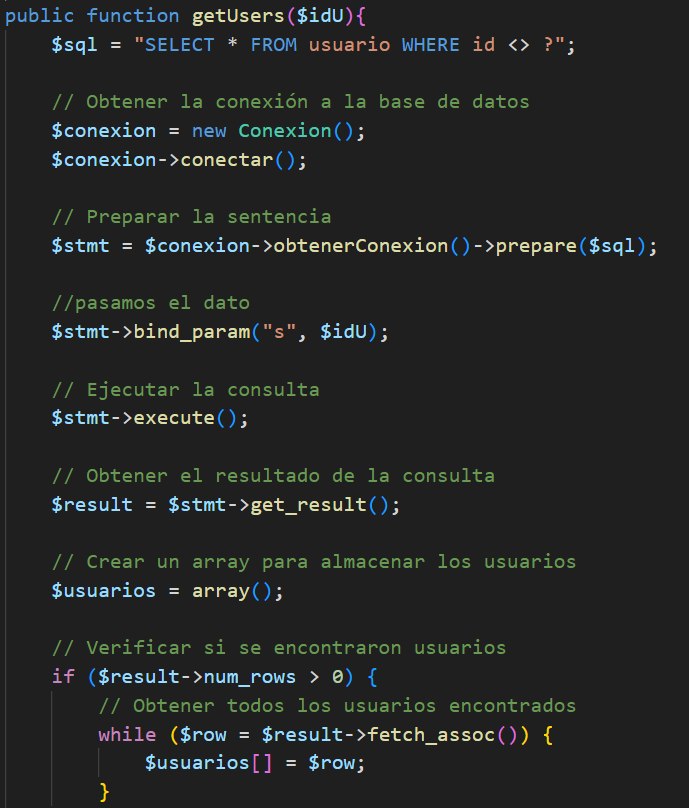 public function getUsers($idU){
$sql = "SELECT * FROM usuario WHERE id <> ?";
// Obtener la conexión a la base de datos
$conexion = new Conexion();
$conexion->conectar();
// Preparar la sentencia
$stmt = $conexion->obtenerConexion()->prepare($sql);
//pasamos el dato
$stmt->bind_param("s", $idU);
// Ejecutar la consulta
$stmt->execute();
// Obtener el resultado de la consulta
$result = $stmt->get_result();
// Crear un array para almacenar los usuarios
$usuarios = array();
// Verificar si se encontraron usuarios
if ($result->num_rows > 0) {
// Obtener todos los usuarios encontrados
while ($row = $result->fetch_assoc()) {
$usuarios[] = $row;
}